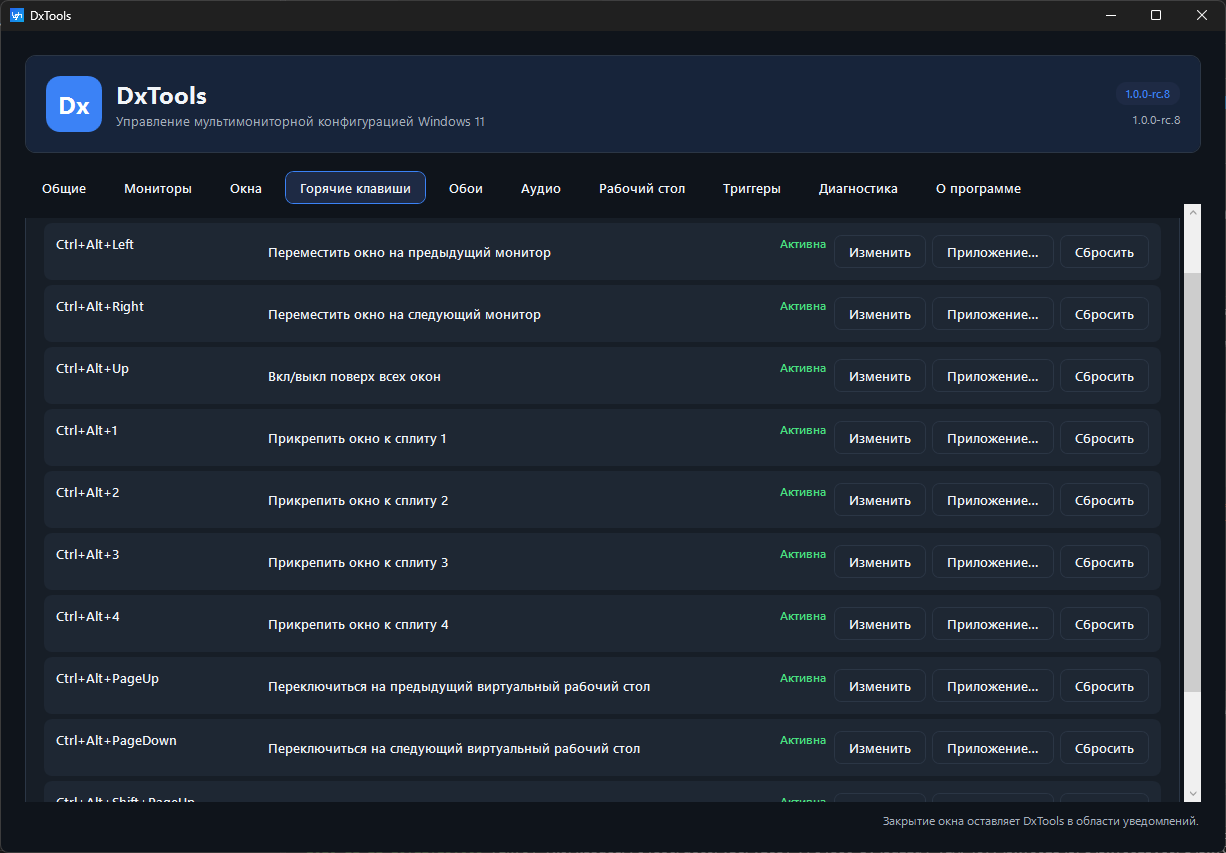 DxTools
Dx
DxTools
Управление мультимониторной конфигурацией Windows 11
1.0.0-rc.8
1.0.0-rc.8
Общие Мониторы Окна Горячие клавиши Обои Аудио Рабочий стол Триггеры Диагностика О программе
Ctrl+Alt+Left Переместить окно на предыдущий монитор Активна Изменить Приложение... Сбросить
Ctrl+Alt+Right Переместить окно на следующий монитор Активна Изменить Приложение... Сбросить
Ctrl+Alt+Up Вкл/выкл поверх всех окон Активна Изменить Приложение... Сбросить
Ctrl+Alt+1 Прикрепить окно к сплиту 1 Активна Изменить Приложение... Сбросить
Ctrl+Alt+2 Прикрепить окно к сплиту 2 Активна Изменить Приложение... Сбросить
Ctrl+Alt+3 Прикрепить окно к сплиту 3 Активна Изменить Приложение... Сбросить
Ctrl+Alt+4 Прикрепить окно к сплиту 4 Активна Изменить Приложение... Сбросить
Ctrl+Alt+PageUp Переключиться на предыдущий виртуальный рабочий стол Активна Изменить Приложение... Сбросить
Ctrl+Alt+PageDown Переключиться на следующий виртуальный рабочий стол Активна Изменить Приложение... Сбросить
Ctrl+Alt+Shift+PageUp Активна
Закрытие окна оставляет DxTools в области уведомлений.